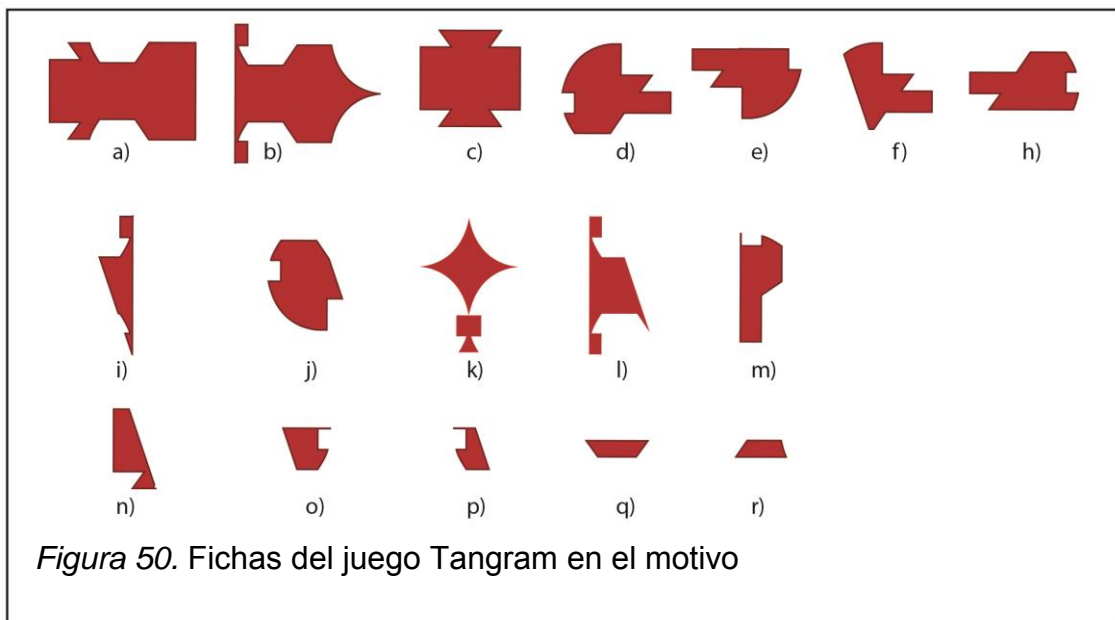 a) b) c) d) e) f) h)
i) j) k) l) m)
n) o) p) q) r)
Figura 50. Fichas del juego Tangram en el motivo